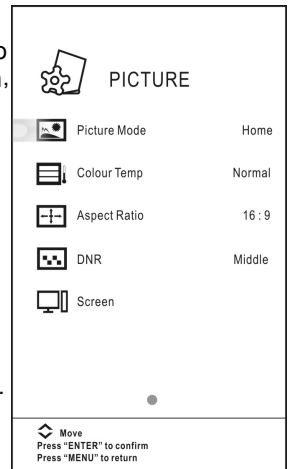 PICTURE
Picture Mode Home
Colour Temp Normal
Aspect Ratio 16 : 9
DNR Middle
Screen
Move
Press “ENTER” to confirm
Press “MENU” to return